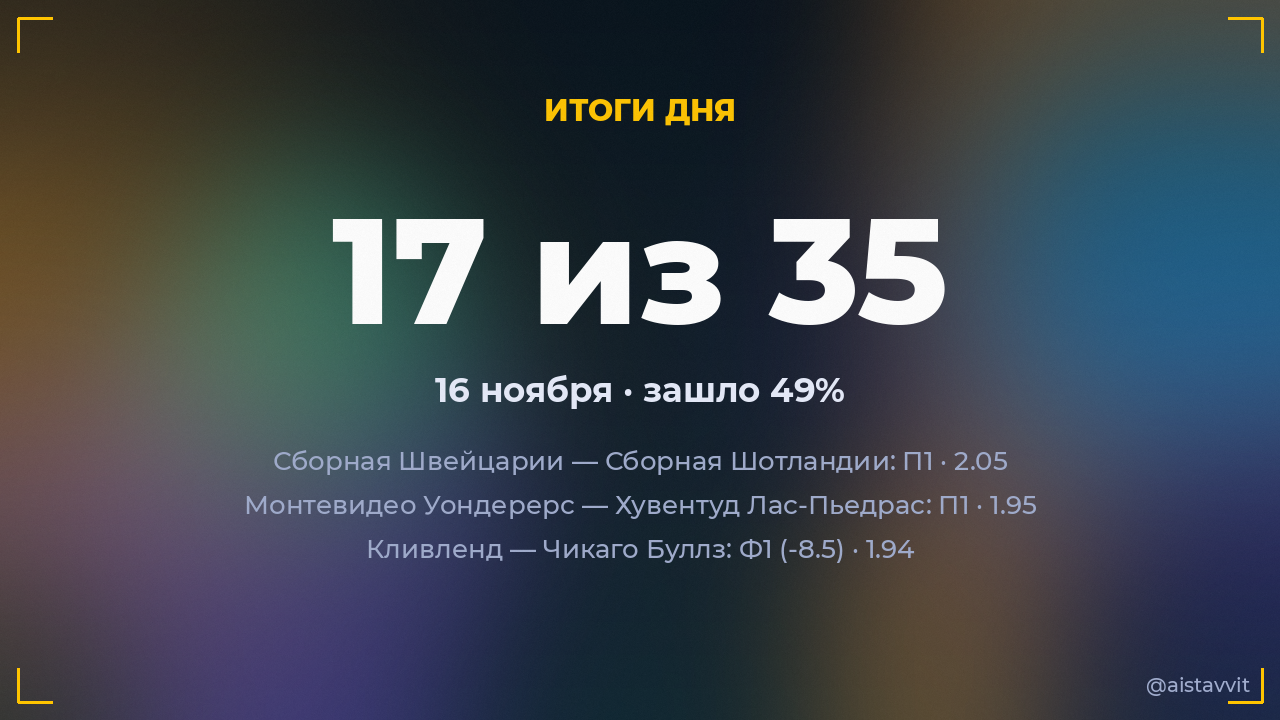 ИТОГИ ДНЯ
17 из 35
16 ноября · зашло 49%
Сборная Швейцарии — Сборная Шотландии: П1 · 2.05
Монтевидео Уондерерс — Хувентуд Лас-Пьедрас: П1 · 1.95
Кливленд — Чикаго Буллз: Ф1 (-8.5) · 1.94
@aistavvit